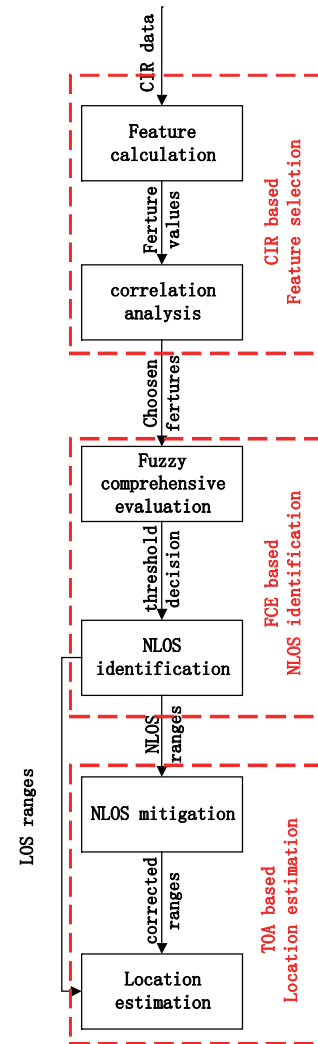 CIR data
Feature
calculation
CIR based
Feature selection
Ferture
values
correlation
analysis
Choosen
fertures
Fuzzy
comprehensive
evaluation
FCE based
NLOS identification
threshold
decision
NLOS
identification
NLOS
ranges
LOS ranges
NLOS mitigation
TOA based
Location estimation
corrected
ranges
Location
estimation